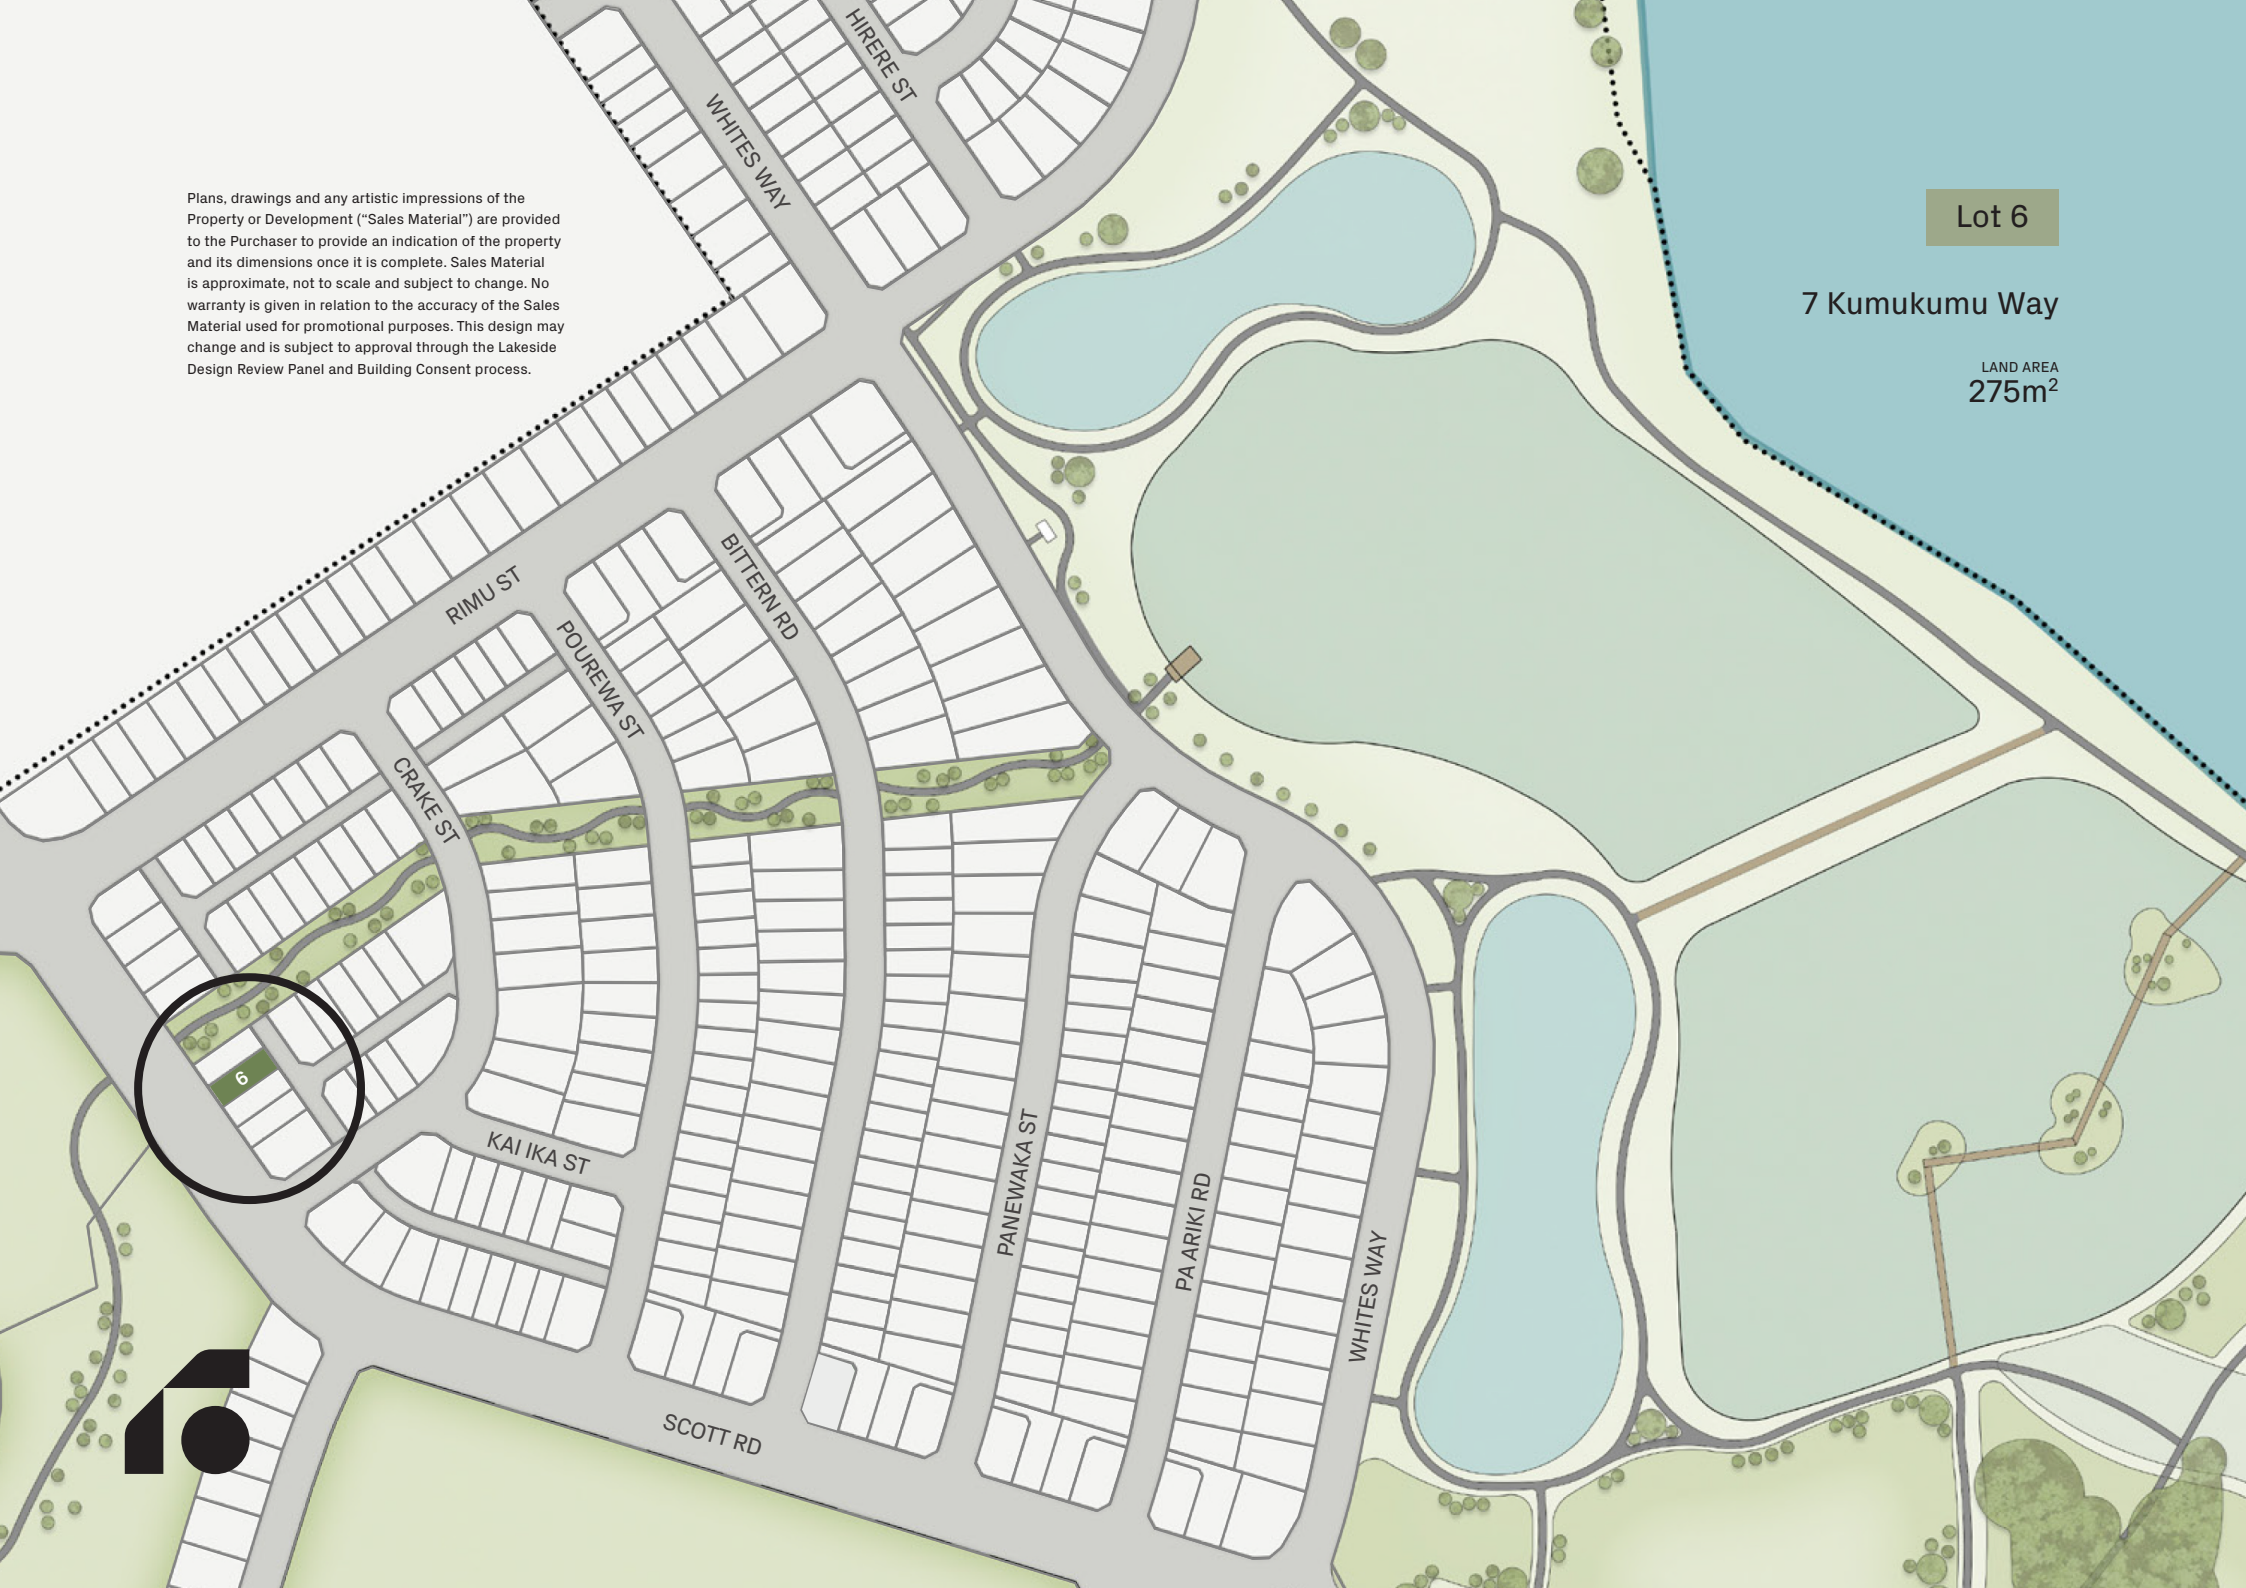 HIRERE ST
WHITES WAY
Plans, drawings and any artistic impressions of the
Property or Development (“Sales Material”) are provided
to the Purchaser to provide an indication of the property
and its dimensions once it is complete. Sales Material
is approximate, not to scale and subject to change. No
warranty is given in relation to the accuracy of the Sales
Material used for promotional purposes. This design may
change and is subject to approval through the Lakeside
Design Review Panel and Building Consent process.
Lot 6
7 Kumukumu Way
LAND AREA
275m²
RIMU ST
BITTERN RD
POUREWA ST
CRAKE ST
6
KAI IKA ST
PANEWAKA ST
PA ARIKI RD
WHITES WAY
SCOTT RD